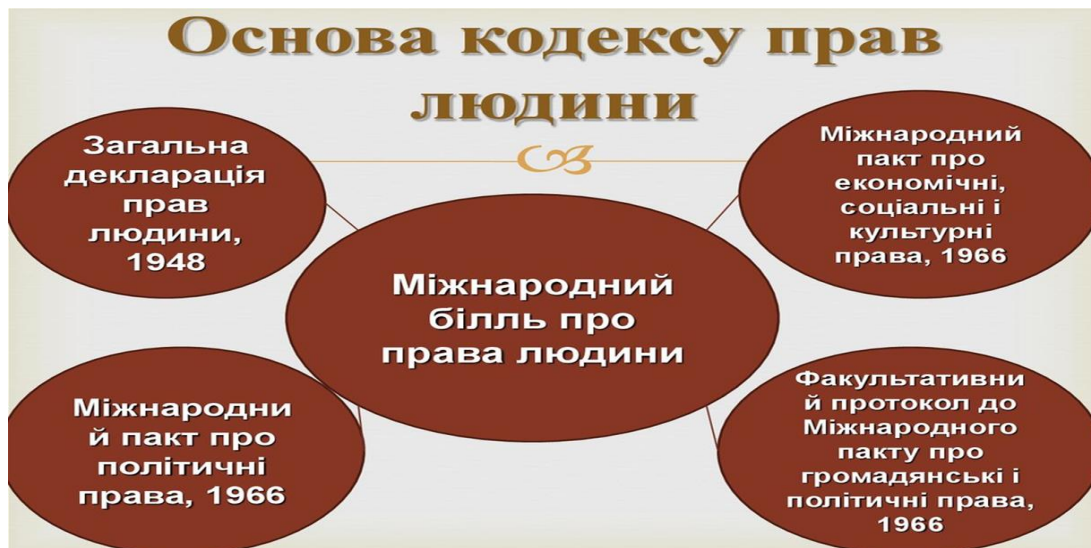 Основа кодексу прав
людини
Загальна
декларація
прав
людини,
1948
Міжнародний
пакт про
економічні,
соціальні і
культурні
права, 1966
Міжнародний
білль про
права людини
Міжнародни
й пакт про
політичні
права, 1966
Факультативни
й протокол до
Міжнародного
пакту про
громадянські і
політичні права,
1966